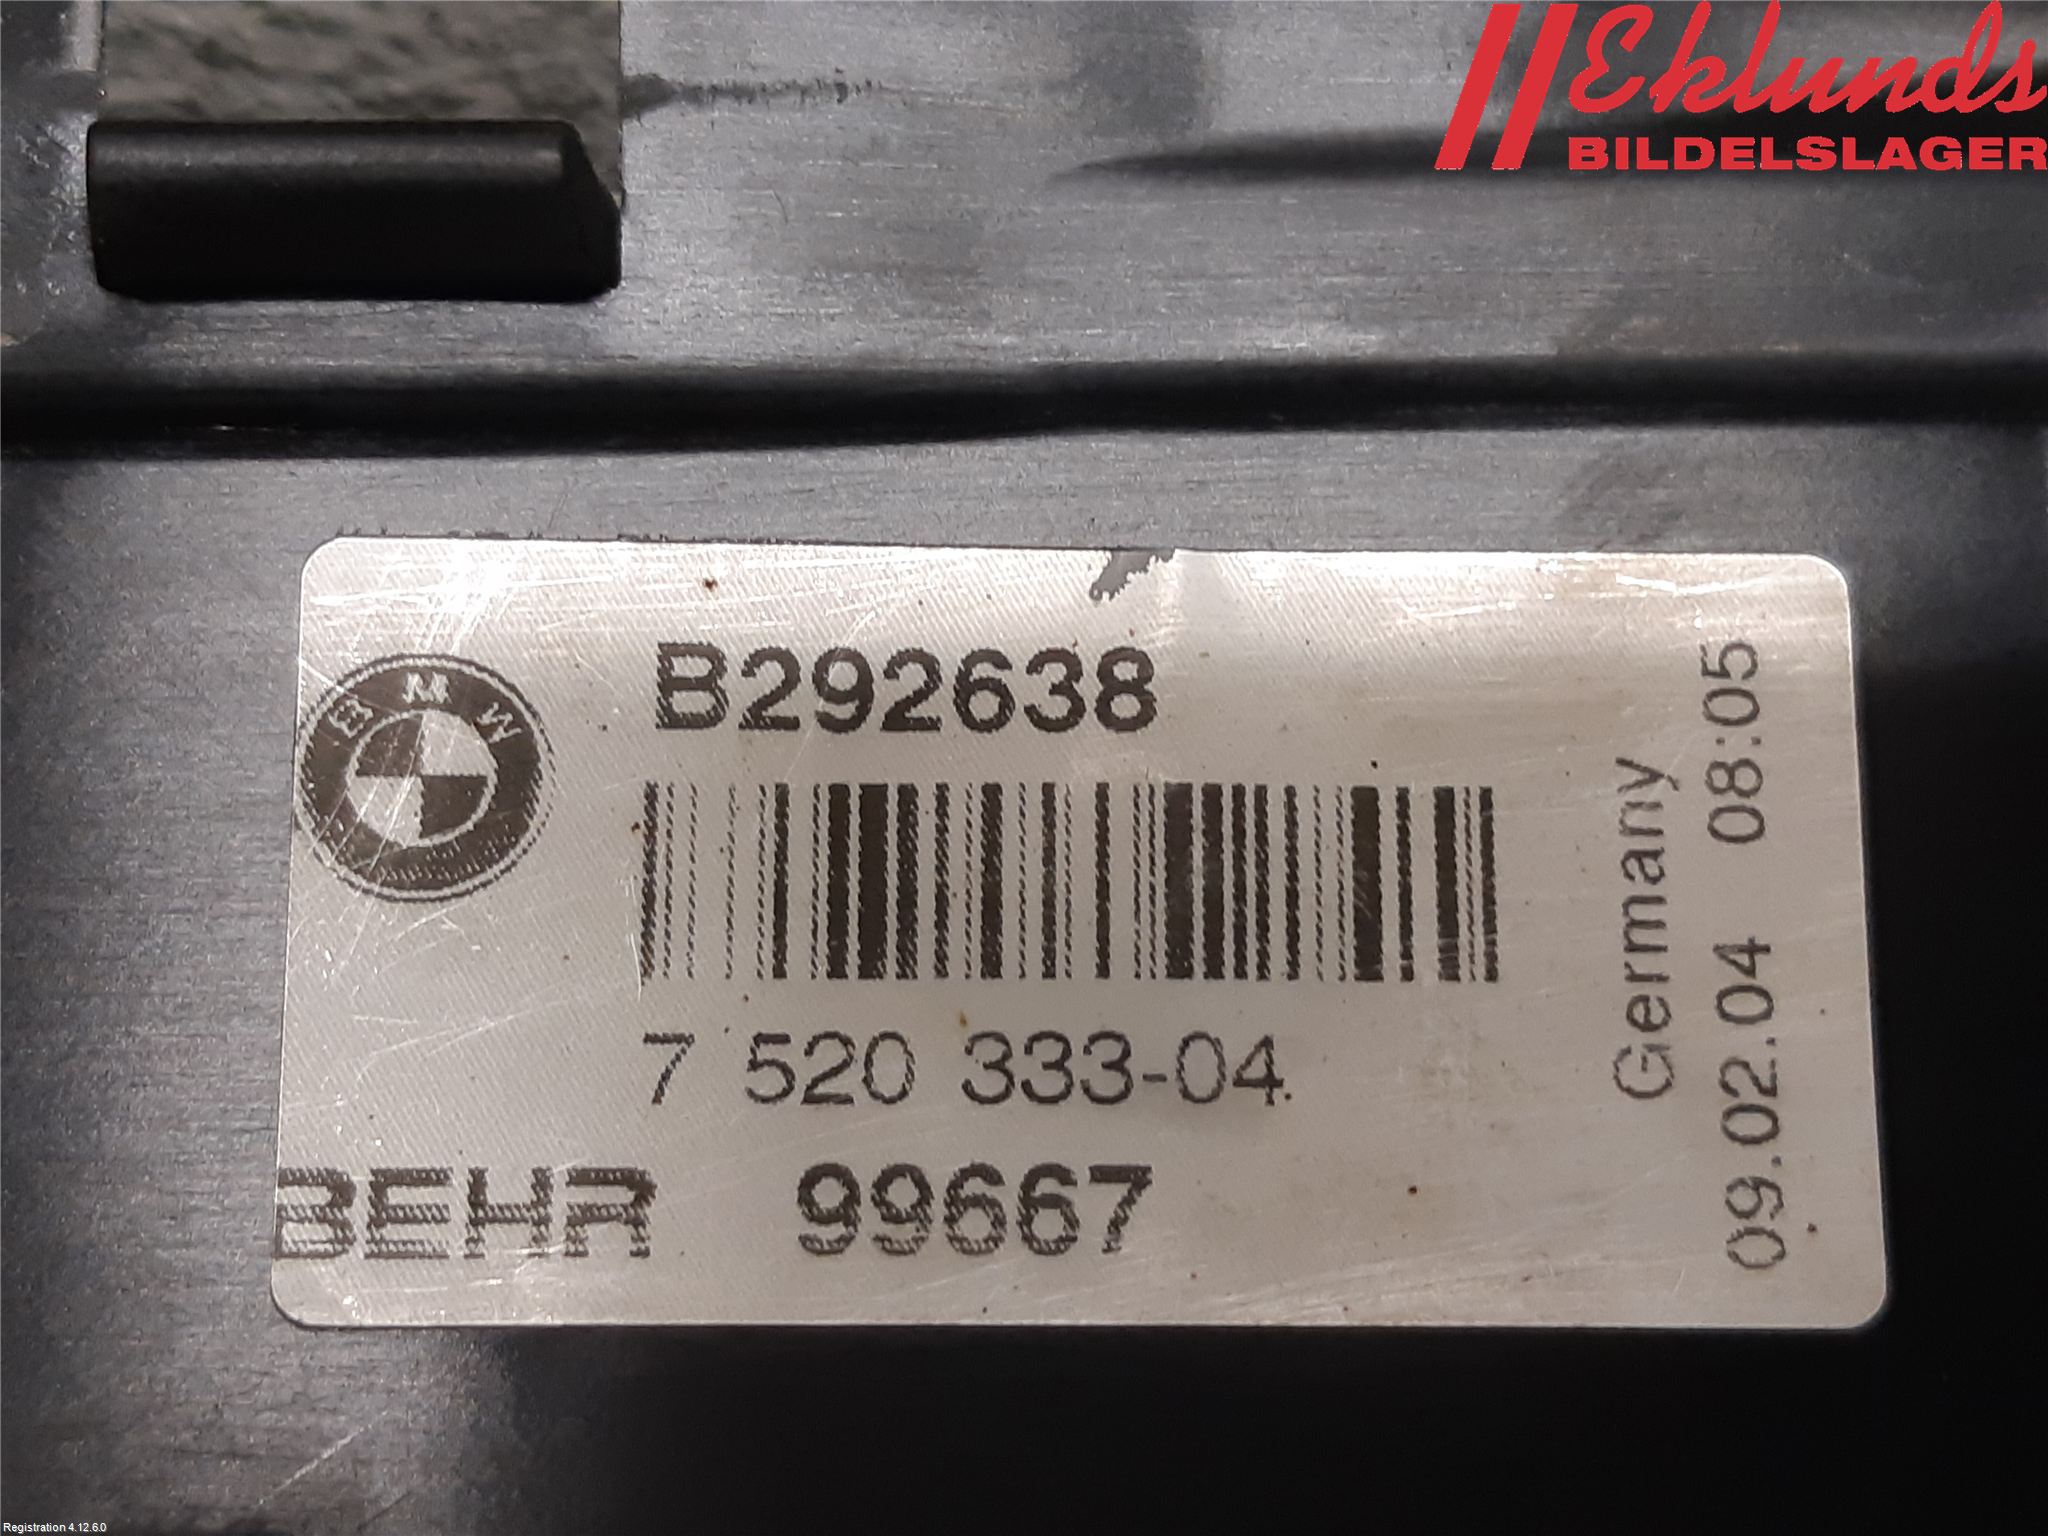 Eklunds
BILDELSLAGER
BMW
B292638
7 520 333-04
BEHR 99667
Germany
09.02.04 08:05
Registration 4.12.6.0